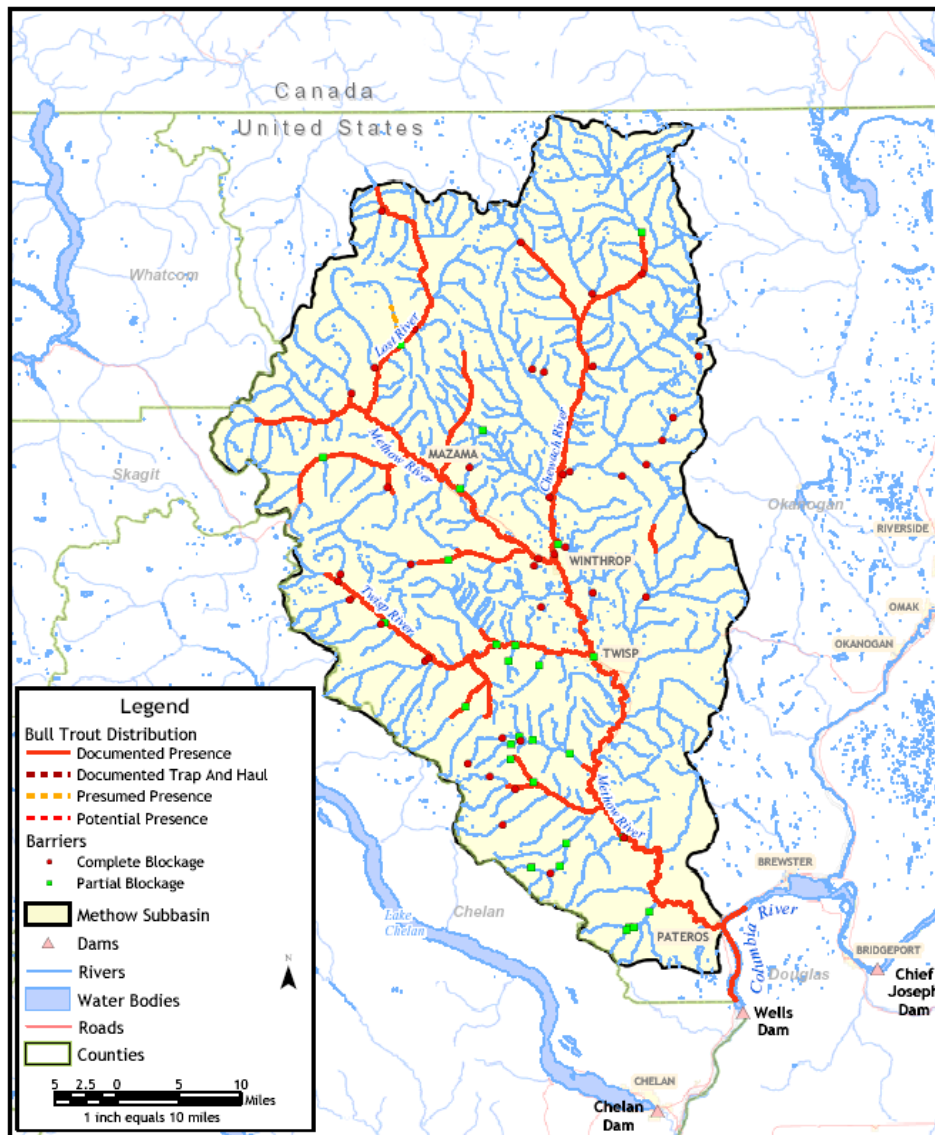 Canada
United States
Whatcom
Lost River
Skagit
Methow River
MAZAMA
Chewach River
Okanogan
RIVERSIDE
WINTHROP
OMAK
OKANOGAN
Twisp River
TWISP
Methow River
BREWSTER
Lake
Chelan
Chelan
PATEROS
Columbia River
Douglas
BRIDGEPORT
Chief
Joseph
Dam
Wells
Dam
CHELAN
Chelan
Dam
Legend
Bull Trout Distribution
Documented Presence
Documented Trap And Haul
Presumed Presence
Potential Presence
Barriers
Complete Blockage
Partial Blockage
Methow Subbasin
Dams
Rivers
Water Bodies
Roads
Counties
N
5 2.5 0 5 10
Miles
1 inch equals 10 miles